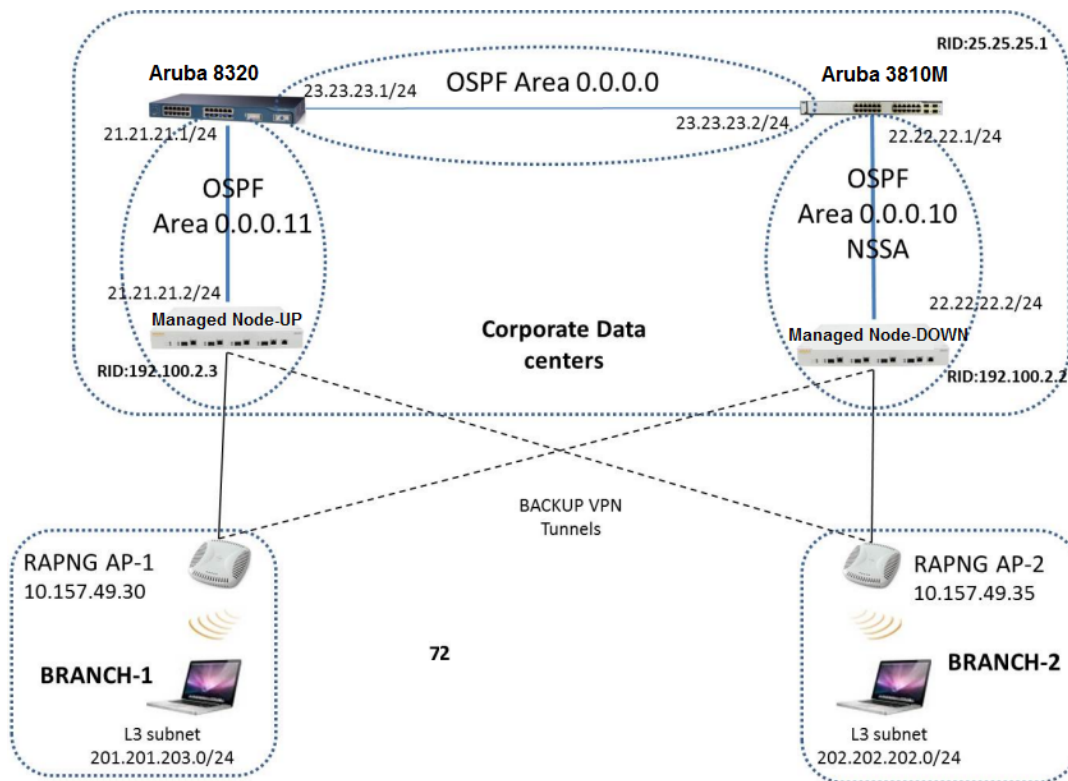 RID:25.25.25.1
Aruba 8320
OSPF Area 0.0.0.0
Aruba 3810M
23.23.23.1/24
23.23.23.2/24
21.21.21.1/24
22.22.22.1/24
OSPF
Area 0.0.0.11
OSPF
Area 0.0.0.10
NSSA
21.21.21.2/24
22.22.22.2/24
Managed Node-UP
Corporate Data
centers
Managed Node-DOWN
RID:192.100.2.3
RID:192.100.2.2
BACKUP VPN
Tunnels
RAPNG AP-1
10.157.49.30
RAPNG AP-2
10.157.49.35
72
BRANCH-1
BRANCH-2
L3 subnet
201.201.203.0/24
L3 subnet
202.202.202.0/24